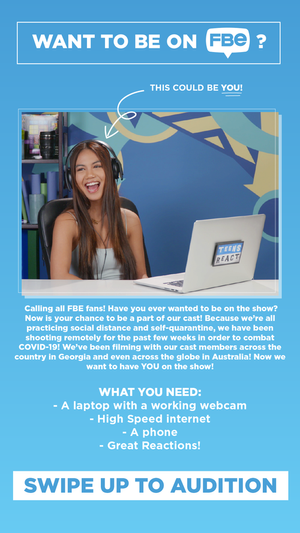 WANT TO BE ON FBE ?
THIS COULD BE YOU!
TEENS
REACT
Calling all FBE fans! Have you ever wanted to be on the show?
Now is your chance to be a part of our cast! Because we're all
practicing social distance and self-quarantine, we have been
shooting remotely for the past few weeks in order to combat
COVID-19! We've been filming with our cast members across the
country in Georgia and even across the globe in Australia! Now we
want to have YOU on the show!
WHAT YOU NEED:
- A laptop with a working webcam
- High Speed internet
- A phone
- Great Reactions!
SWIPE UP TO AUDITION